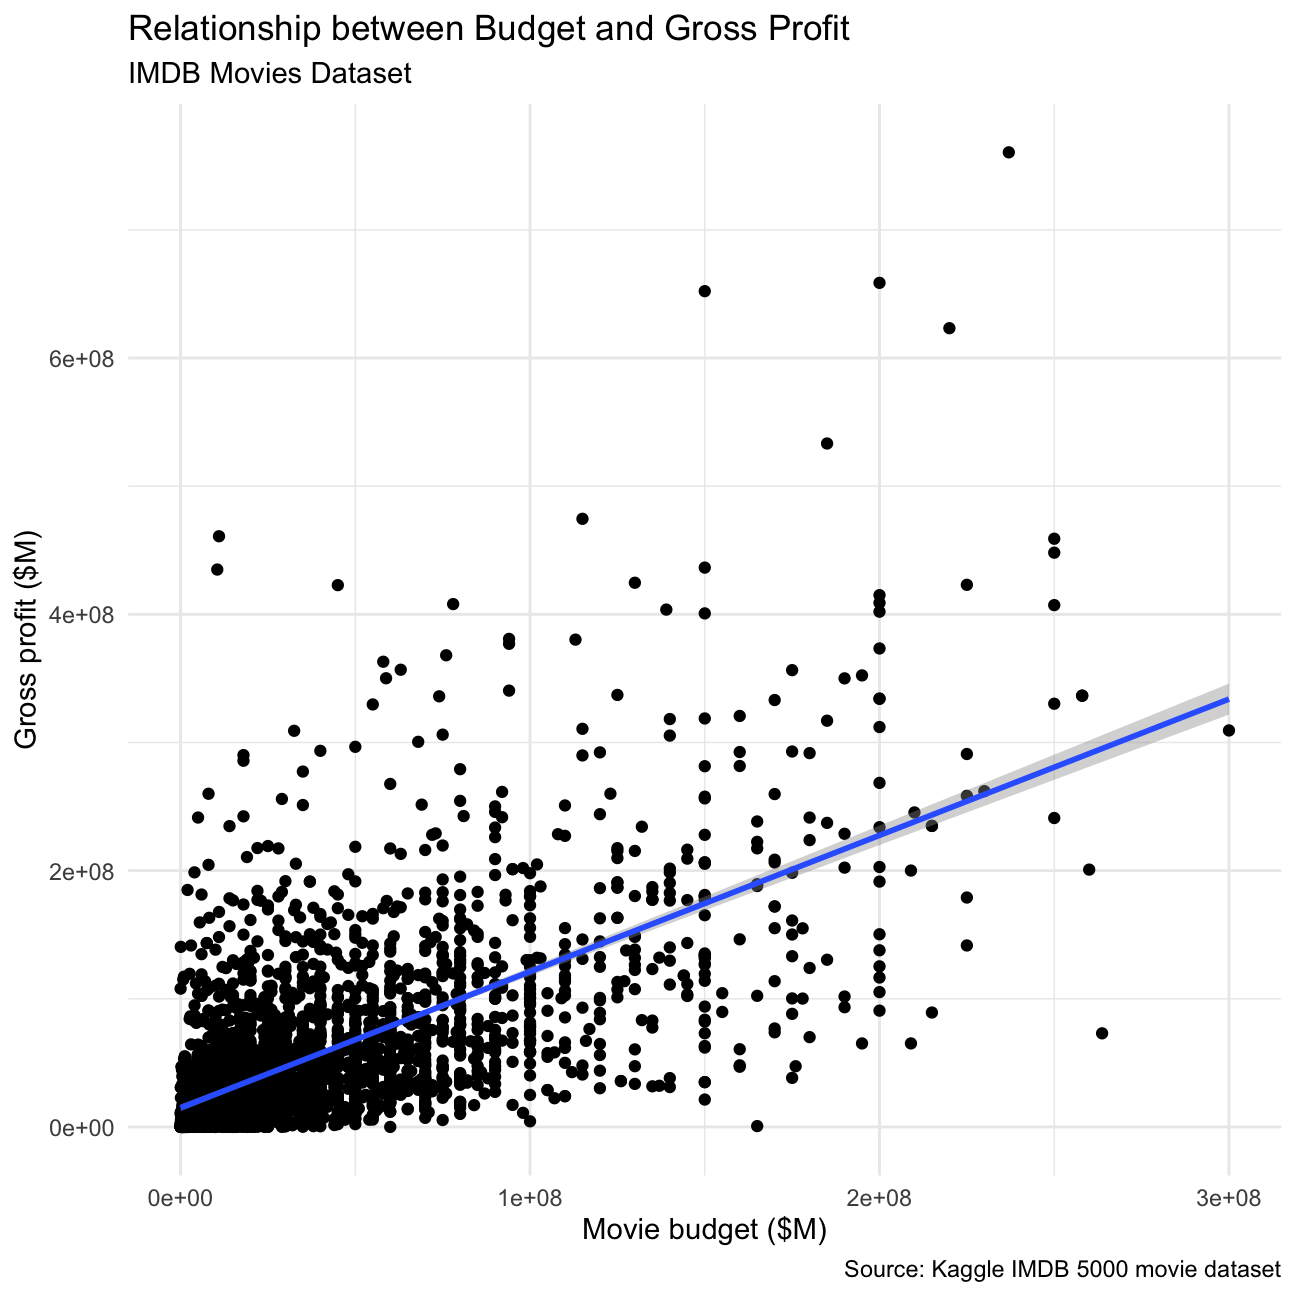 Relationship between Budget and Gross Profit
IMDB Movies Dataset
Gross profit ($M)
6e+08
4e+08
2e+08
0e+00
0e+00 1e+08 2e+08 3e+08
Movie budget ($M)
Source: Kaggle IMDB 5000 movie dataset